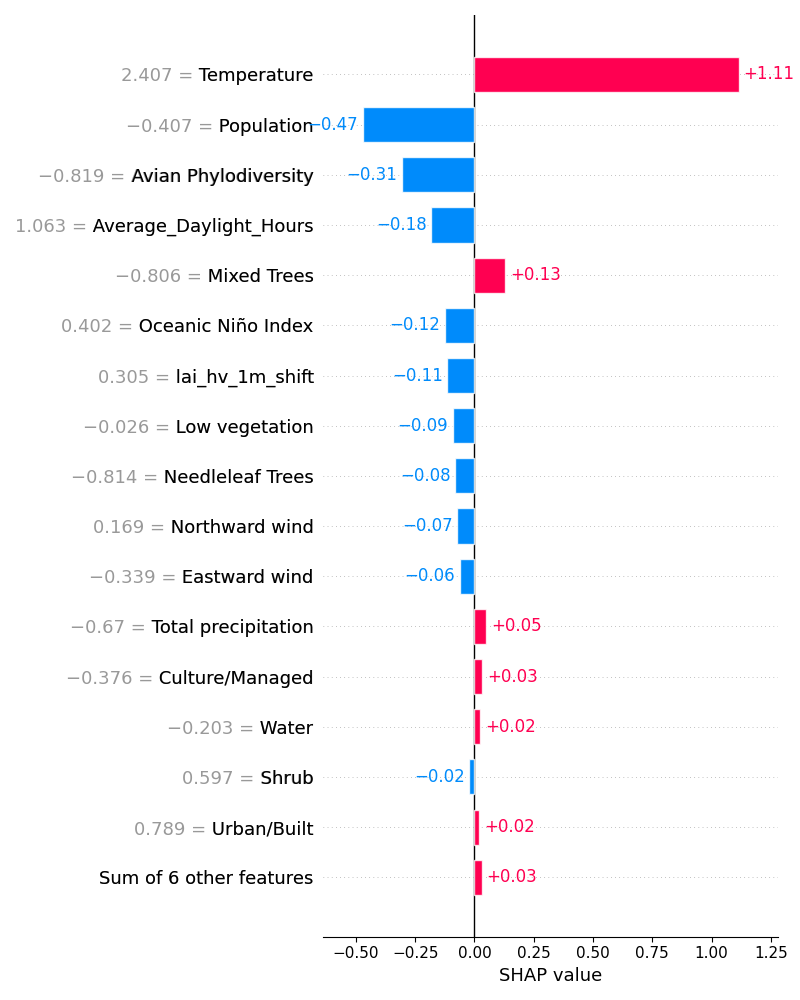 2.407 = Temperature +1.11
−0.407 = Population −0.47
−0.819 = Avian Phylodiversity −0.31
1.063 = Average_Daylight_Hours −0.18
−0.806 = Mixed Trees +0.13
0.402 = Oceanic Niño Index −0.12
0.305 = lai_hv_1m_shift −0.11
−0.026 = Low vegetation −0.09
−0.814 = Needleleaf Trees −0.08
0.169 = Northward wind −0.07
−0.339 = Eastward wind −0.06
−0.67 = Total precipitation +0.05
−0.376 = Culture/Managed +0.03
−0.203 = Water +0.02
0.597 = Shrub −0.02
0.789 = Urban/Built +0.02
Sum of 6 other features +0.03
−0.50 −0.25 0.00 0.25 0.50 0.75 1.00 1.25
SHAP value